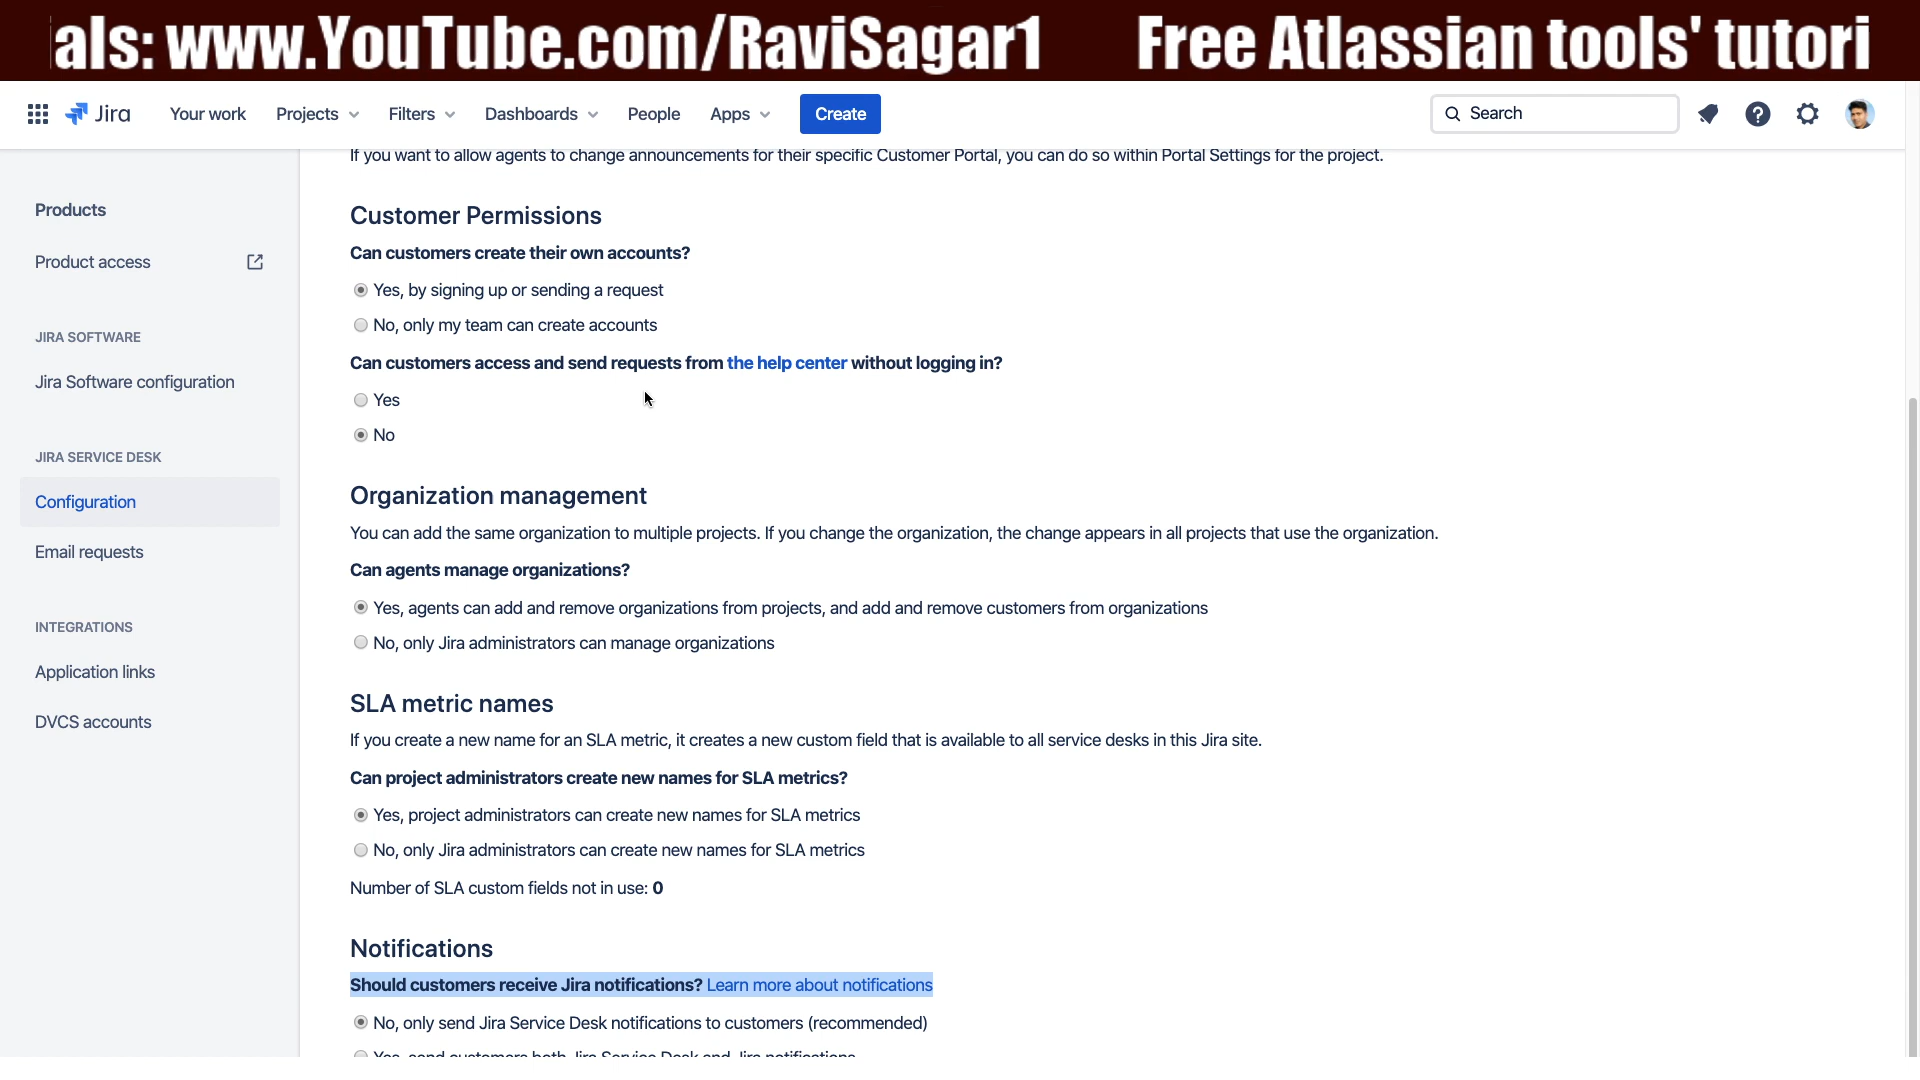 als: www.YouTube.com/RaviSagar1 Free Atlassian tools' tutori
Jira Your work Projects Filters Dashboards People Apps Create Search
If you want to allow agents to change announcements for their specific Customer Portal, you can do so within Portal Settings for the project.
Products
Product access
JIRA SOFTWARE
Jira Software configuration
JIRA SERVICE DESK
Configuration
Email requests
INTEGRATIONS
Application links
DVCS accounts
Customer Permissions
Can customers create their own accounts?
Yes, by signing up or sending a request
No, only my team can create accounts
Can customers access and send requests from the help center without logging in?
Yes
No
Organization management
You can add the same organization to multiple projects. If you change the organization, the change appears in all projects that use the organization.
Can agents manage organizations?
Yes, agents can add and remove organizations from projects, and add and remove customers from organizations
No, only Jira administrators can manage organizations
SLA metric names
If you create a new name for an SLA metric, it creates a new custom field that is available to all service desks in this Jira site.
Can project administrators create new names for SLA metrics?
Yes, project administrators can create new names for SLA metrics
No, only Jira administrators can create new names for SLA metrics
Number of SLA custom fields not in use: 0
Notifications
Should customers receive Jira notifications? Learn more about notifications
No, only send Jira Service Desk notifications to customers (recommended)
Yes, send customers both Jira Service Desk and Jira notifications